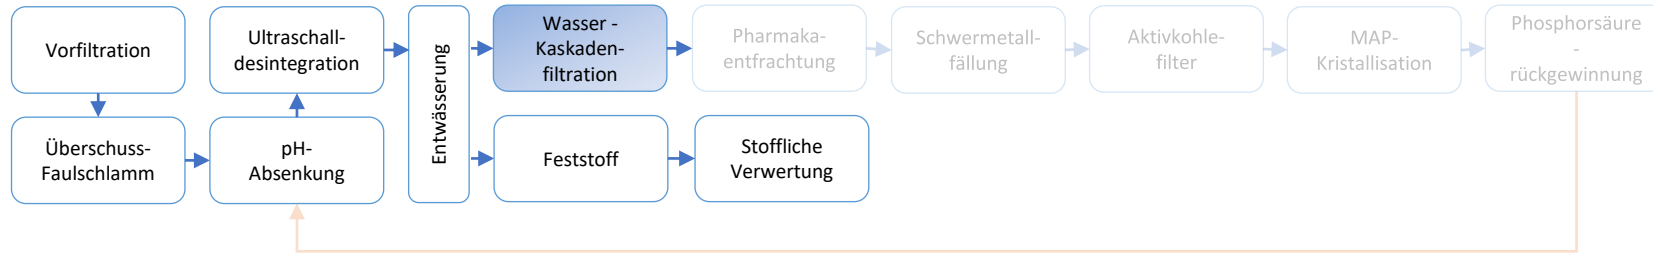 Vorfiltration
Überschuss-
Faulschlamm
pH-
Absenkung
Ultraschall-
desintegration
Entwässerung
Wasser -
Kaskaden-
filtration
Pharmaka-
entfrachtung
Schwermetall-
fällung
Aktivkohle-
filter
MAP-
Kristallisation
Phosphorsäure
-
rückgewinnung
Feststoff
Stoffliche
Verwertung